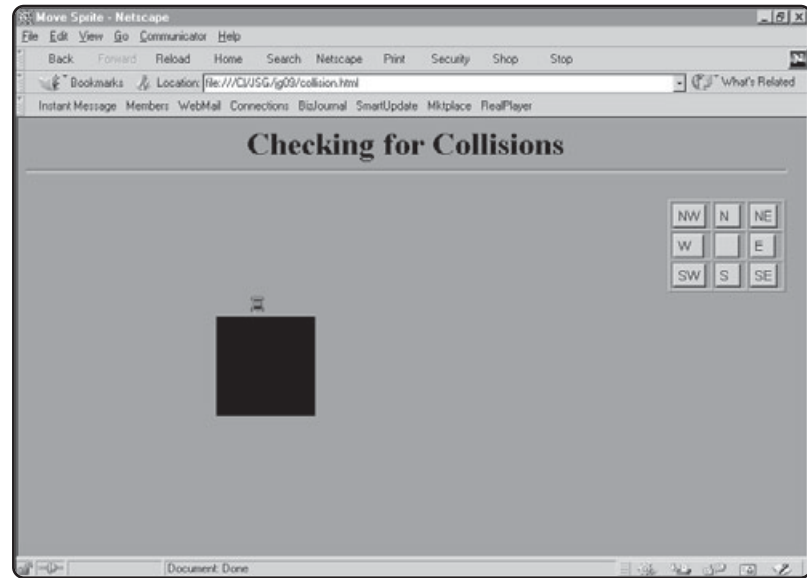 Move Sprite - Netscape
File Edit View Go Communicator Help
Back Forward Reload Home Search Netscape Print Security Shop Stop
Bookmarks Location: file:///C|/JSG/jg09/collision.html What's Related
Instant Message Members WebMail Connections BizJournal SmartUpdate Mktplace RealPlayer
Checking for Collisions
NW N NE
W E
SW S SE
Document: Done